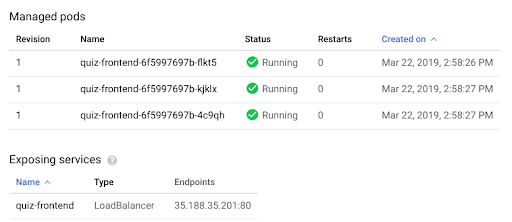 Managed pods
Revision Name Status Restarts Created on
1 quiz-frontend-6f5997697b-flkt5 Running 0 Mar 22, 2019, 2:58:26 PM
1 quiz-frontend-6f5997697b-kjklx Running 0 Mar 22, 2019, 2:58:27 PM
1 quiz-frontend-6f5997697b-4c9qh Running 0 Mar 22, 2019, 2:58:27 PM
Exposing services ?
Name Type Endpoints
quiz-frontend LoadBalancer 35.188.35.201:80